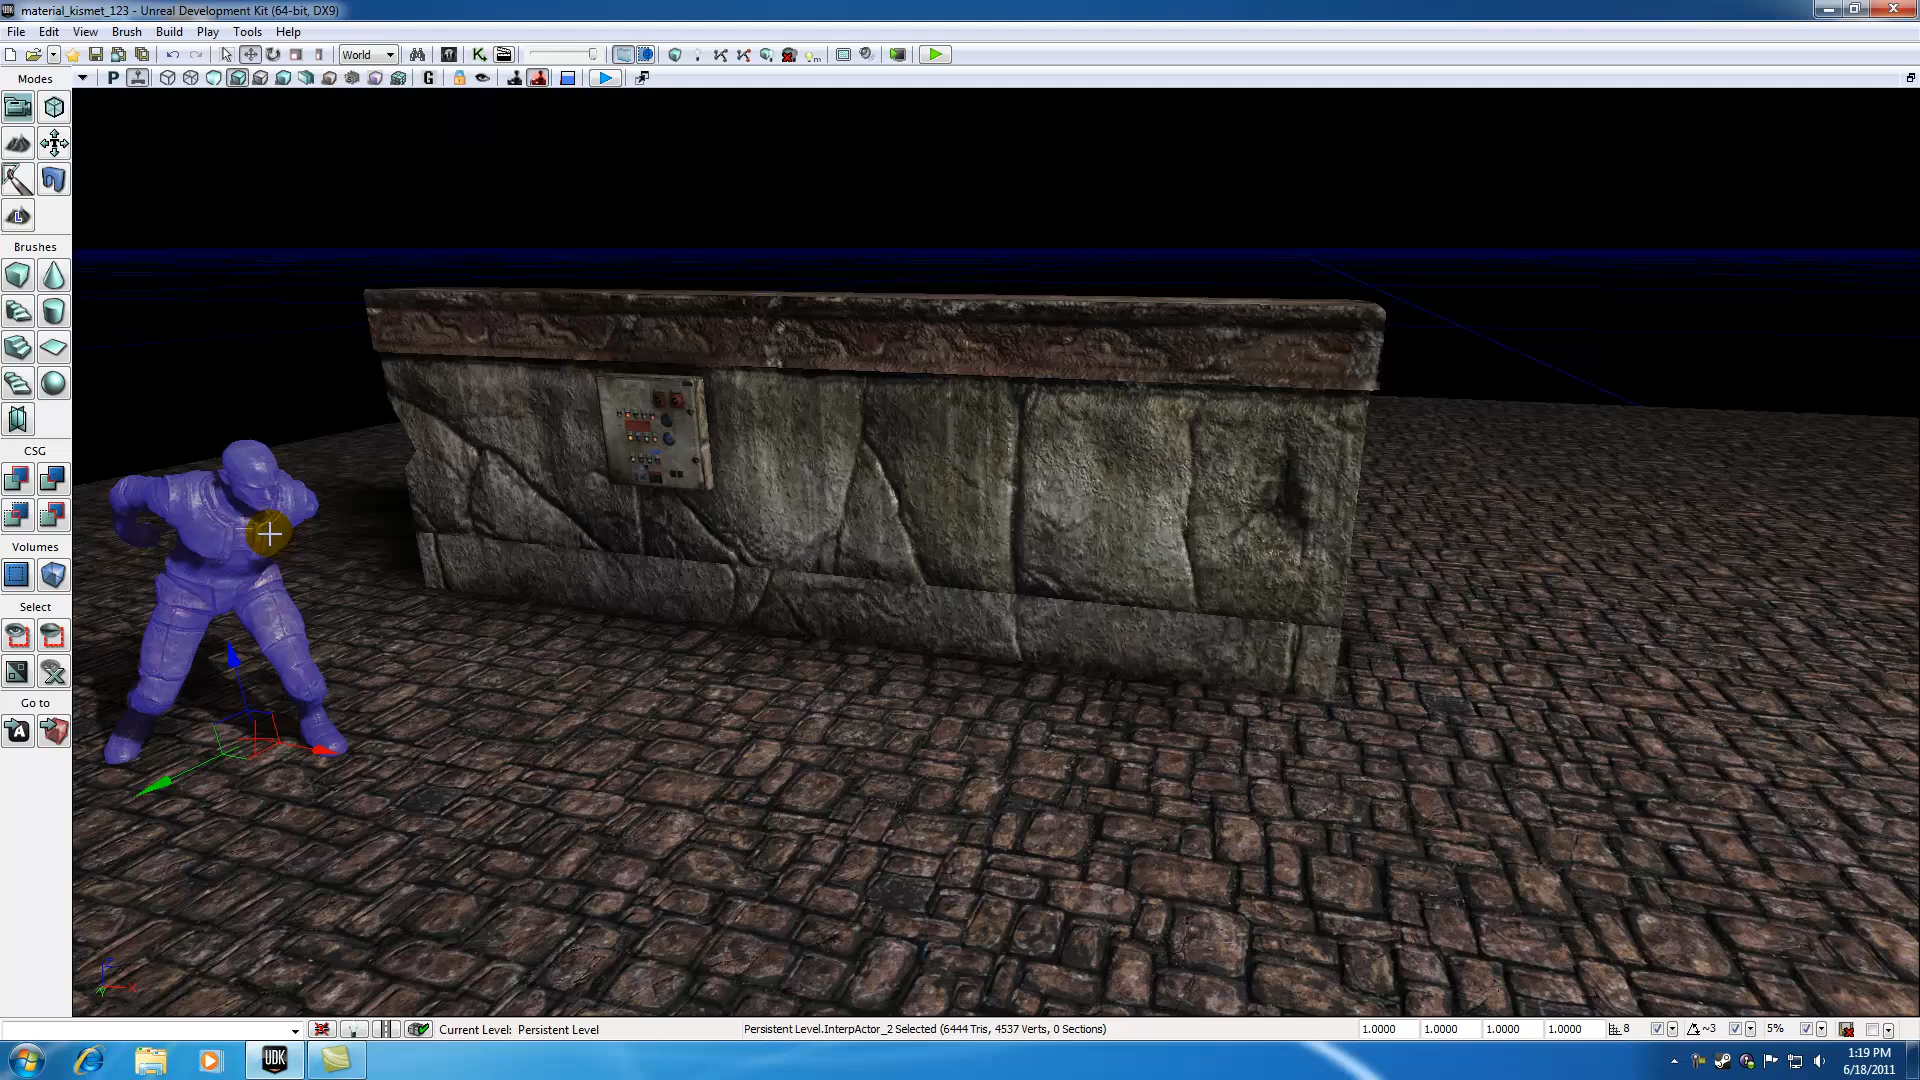 material_kismet_123 - Unreal Development Kit (64-bit, DX9)
File Edit View Brush Build Play Tools Help
World
Modes
P G
Brushes
CSG
Volumes
Select
Go to
A
Z
X
Y
Current Level: Persistent Level
Persistent Level.InterpActor_2 Selected (6444 Tris, 4537 Verts, 0 Sections)
1.0000 1.0000 1.0000 1.0000 8 ~3 5%
UDK
1:19 PM
6/18/2011